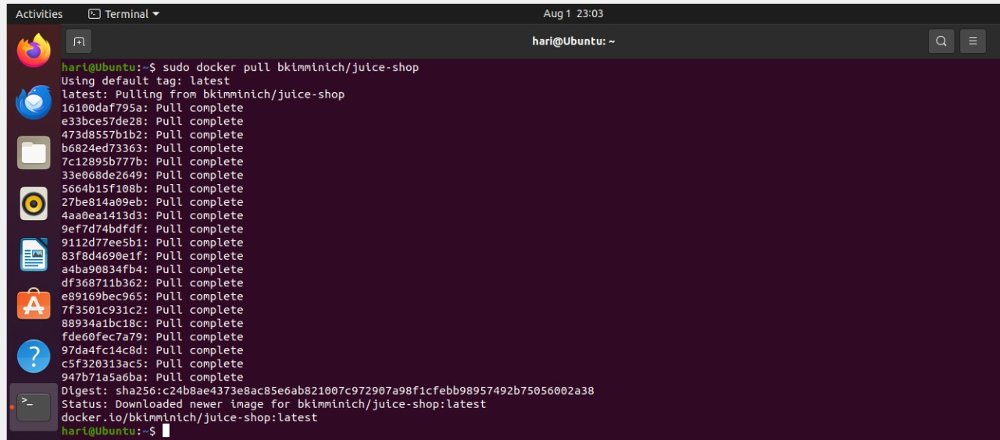 Activities Terminal Aug 1 23:03
hari@Ubuntu: ~
hari@Ubuntu:~$ sudo docker pull bkimminich/juice-shop
Using default tag: latest
latest: Pulling from bkimminich/juice-shop
16100daf795a: Pull complete
e33bce57de28: Pull complete
473d8557b1b2: Pull complete
b6824ed73363: Pull complete
7c12895b777b: Pull complete
33e068de2649: Pull complete
5664b15f108b: Pull complete
27be814a09eb: Pull complete
4aa0ea1413d3: Pull complete
9ef7d74bdfdf: Pull complete
9112d77ee5b1: Pull complete
83f8d4690e1f: Pull complete
a4ba90834fb4: Pull complete
df368711b362: Pull complete
e89169bec965: Pull complete
7f3501c931c2: Pull complete
88934a1bc18c: Pull complete
fde60fec7a79: Pull complete
97da4fc14c8d: Pull complete
c5f320313ac5: Pull complete
947b71a5a6ba: Pull complete
Digest: sha256:c24b8ae4373e8ac85e6ab821007c972907a98f1cfebb98957492b75056002a38
Status: Downloaded newer image for bkimminich/juice-shop:latest
docker.io/bkimminich/juice-shop:latest
hari@Ubuntu:~$